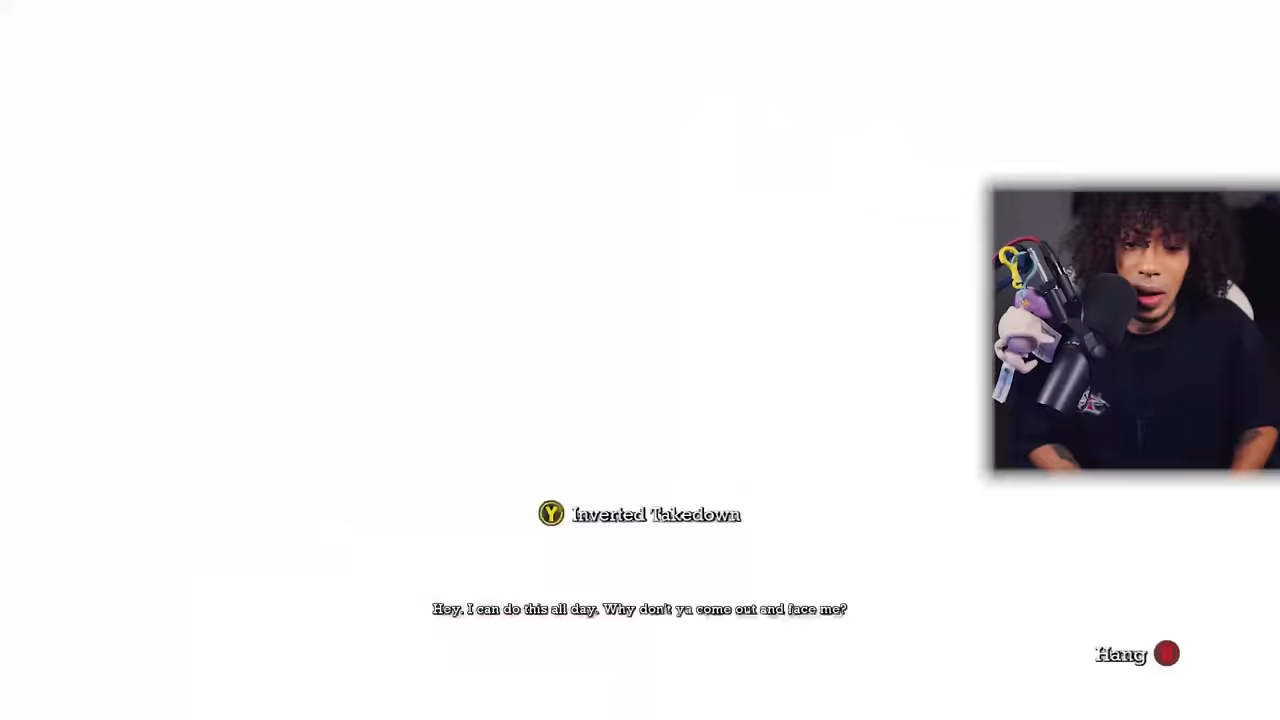 Y Inverted Takedown
Hey. I can do this all day. Why don't ya come out and face me?
Hang B